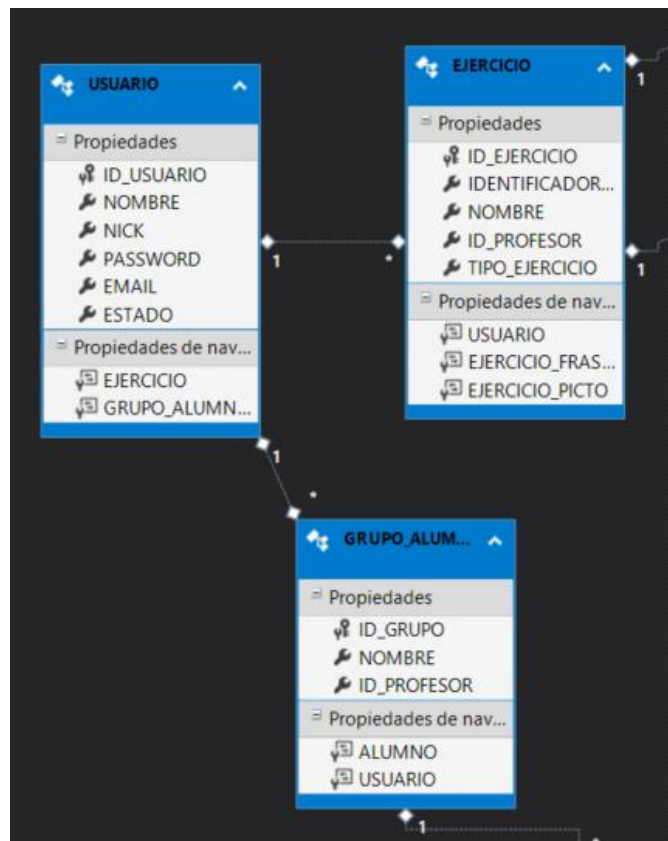 USUARIO
Propiedades
ID_USUARIO
NOMBRE
NICK
PASSWORD
EMAIL
ESTADO
Propiedades de nav...
EJERCICIO
GRUPO_ALUMN...
1
*
EJERCICIO
1
Propiedades
ID_EJERCICIO
IDENTIFICADOR...
NOMBRE
ID_PROFESOR
TIPO_EJERCICIO
1
Propiedades de nav...
USUARIO
EJERCICIO_FRAS...
EJERCICIO_PICTO
1
*
GRUPO_ALUM...
Propiedades
ID_GRUPO
NOMBRE
ID_PROFESOR
Propiedades de nav...
ALUMNO
USUARIO
1
*